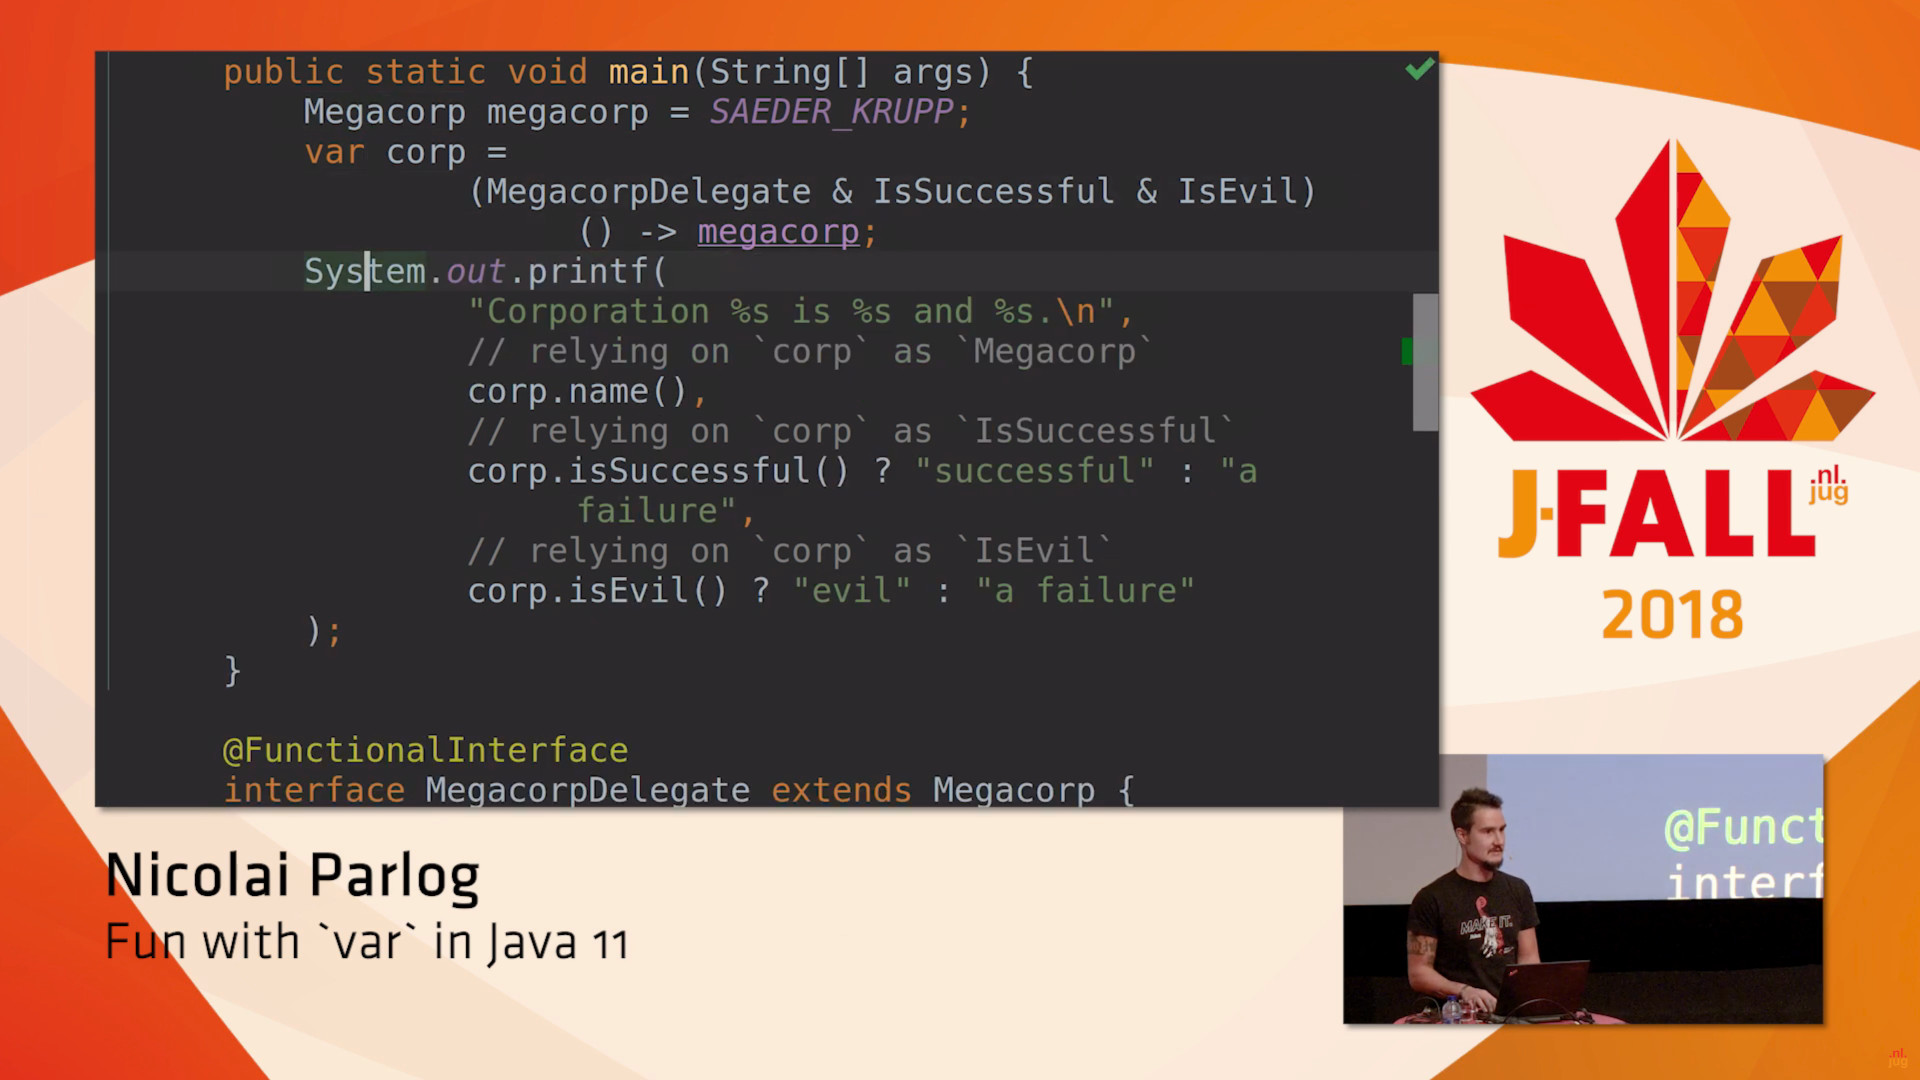 public static void main(String[] args) {
Megacorp megacorp = SAEDER_KRUPP;
var corp =
(MegacorpDelegate & IsSuccessful & IsEvil)
() -> megacorp;
System.out.printf(
"Corporation %s is %s and %s.\n",
// relying on `corp` as `Megacorp`
corp.name(),
// relying on `corp` as `IsSuccessful`
corp.isSuccessful() ? "successful" : "a
failure",
// relying on `corp` as `IsEvil`
corp.isEvil() ? "evil" : "a failure"
);
}
@FunctionalInterface
interface MegacorpDelegate extends Megacorp {
J-FALL
.nl.
jug
2018
@Funct
interf
MAKE IT.
Nicolai Parlog
Fun with `var` in Java 11
.nl.
jug